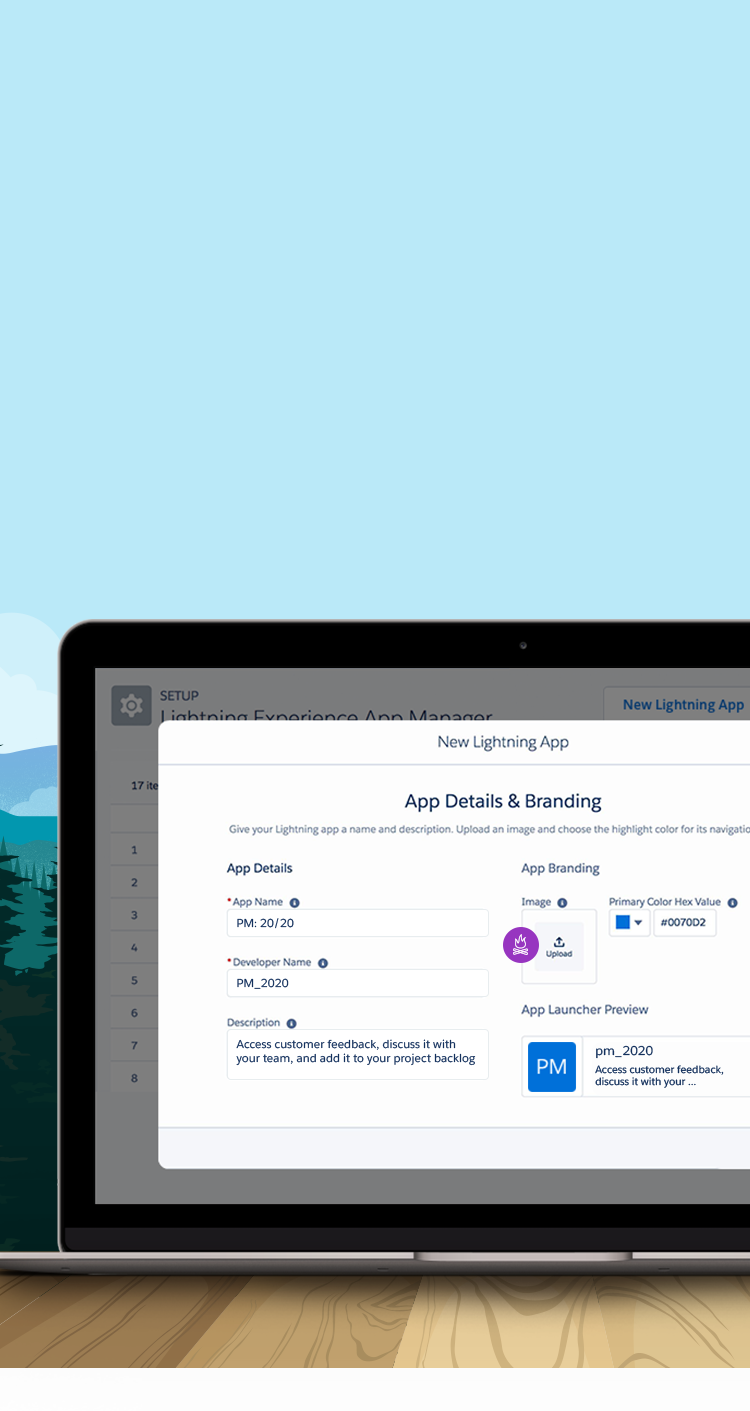 SETUP
Lightning Experience App Manager
New Lightning App
New Lightning App
17 ite
App Details & Branding
Give your Lightning app a name and description. Upload an image and choose the highlight color for its navigatio
1
2
3
4
5
6
7
8
App Details
*App Name
PM: 20/20
*Developer Name
PM_2020
Description
Access customer feedback, discuss it with
your team, and add it to your project backlog
App Branding
Image
Upload
Primary Color Hex Value
#0070D2
App Launcher Preview
PM
pm_2020
Access customer feedback,
discuss it with your ...